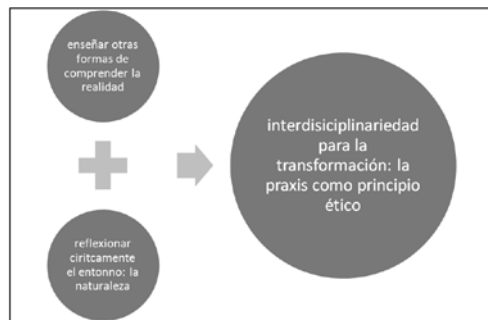 enseñar otras
formas de
comprender la
realidad
reflexionar
ciritcamente
el entonno: la
naturaleza
interdisiciplinariedad
para la
transformación: la
praxis como principio
ético